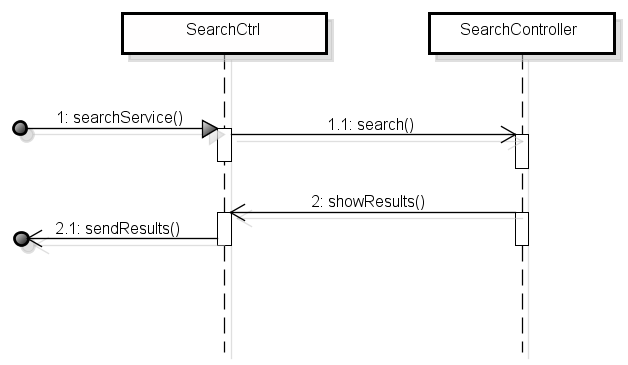 SearchCtrl
SearchController
1: searchService()
1.1: search()
2: showResults()
2.1: sendResults()